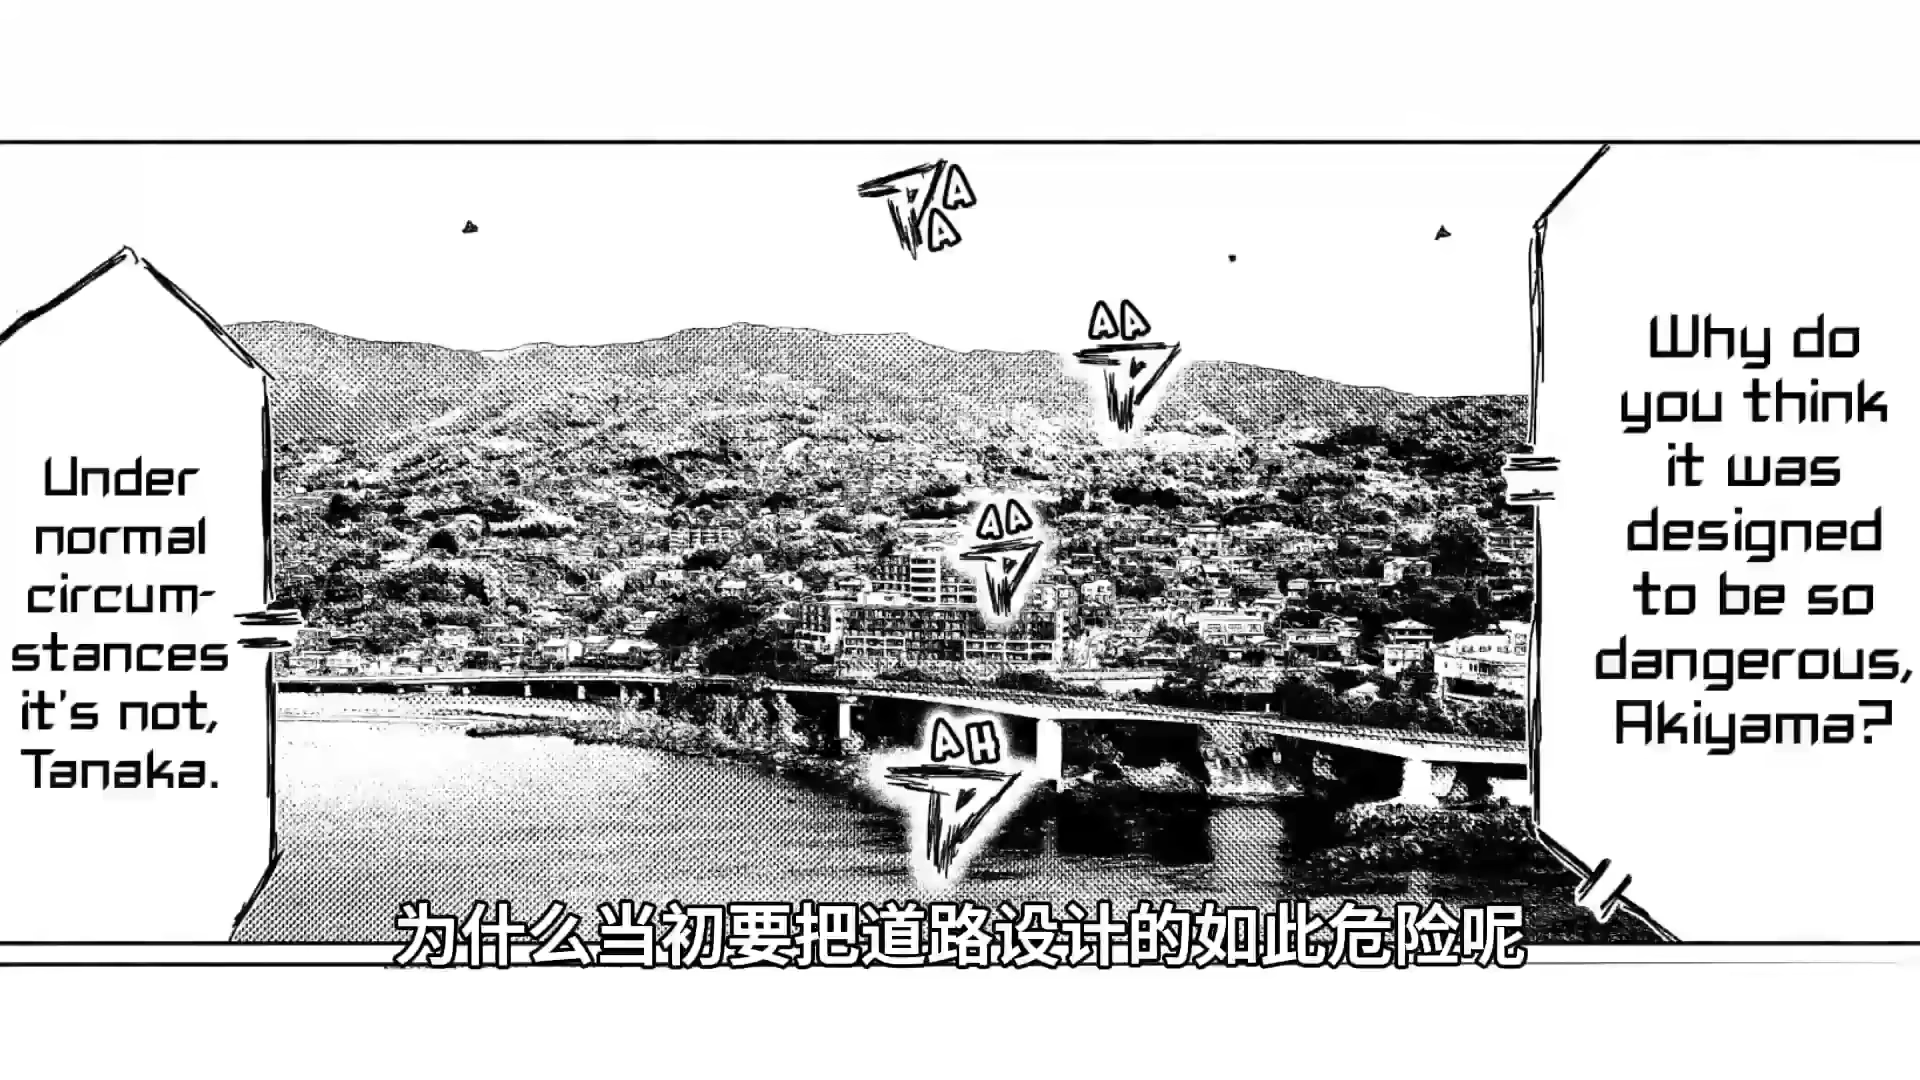 Why do
you think
it was
designed
to be so
dangerous,
Akiyama?
A
A
AA
AA
AH
Under
normal
circum-
stances
it's not,
Tanaka.
为什么当初要把道路设计的如此危险呢